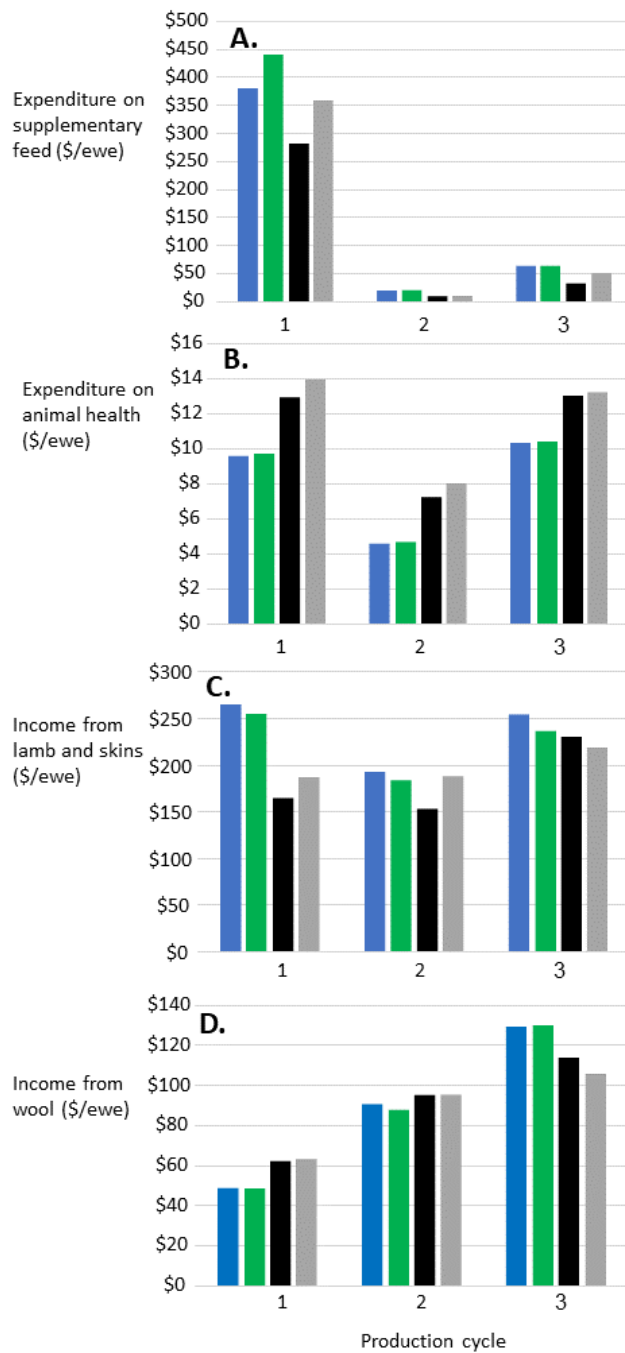 $500
A.
$450
$400
$350
Expenditure on
supplementary
feed ($/ewe)
$300
$250
$200
$150
$100
$50
$0
1 2 3
$16
B.
$14
Expenditure on
animal health
($/ewe)
$12
$10
$8
$6
$4
$2
$0
1 2 3
$300
C.
$250
Income from
lamb and skins
($/ewe)
$200
$150
$100
$50
$0
1 2 3
$140
D.
$120
$100
Income from
wool ($/ewe)
$80
$60
$40
$20
$0
1 2 3
Production cycle